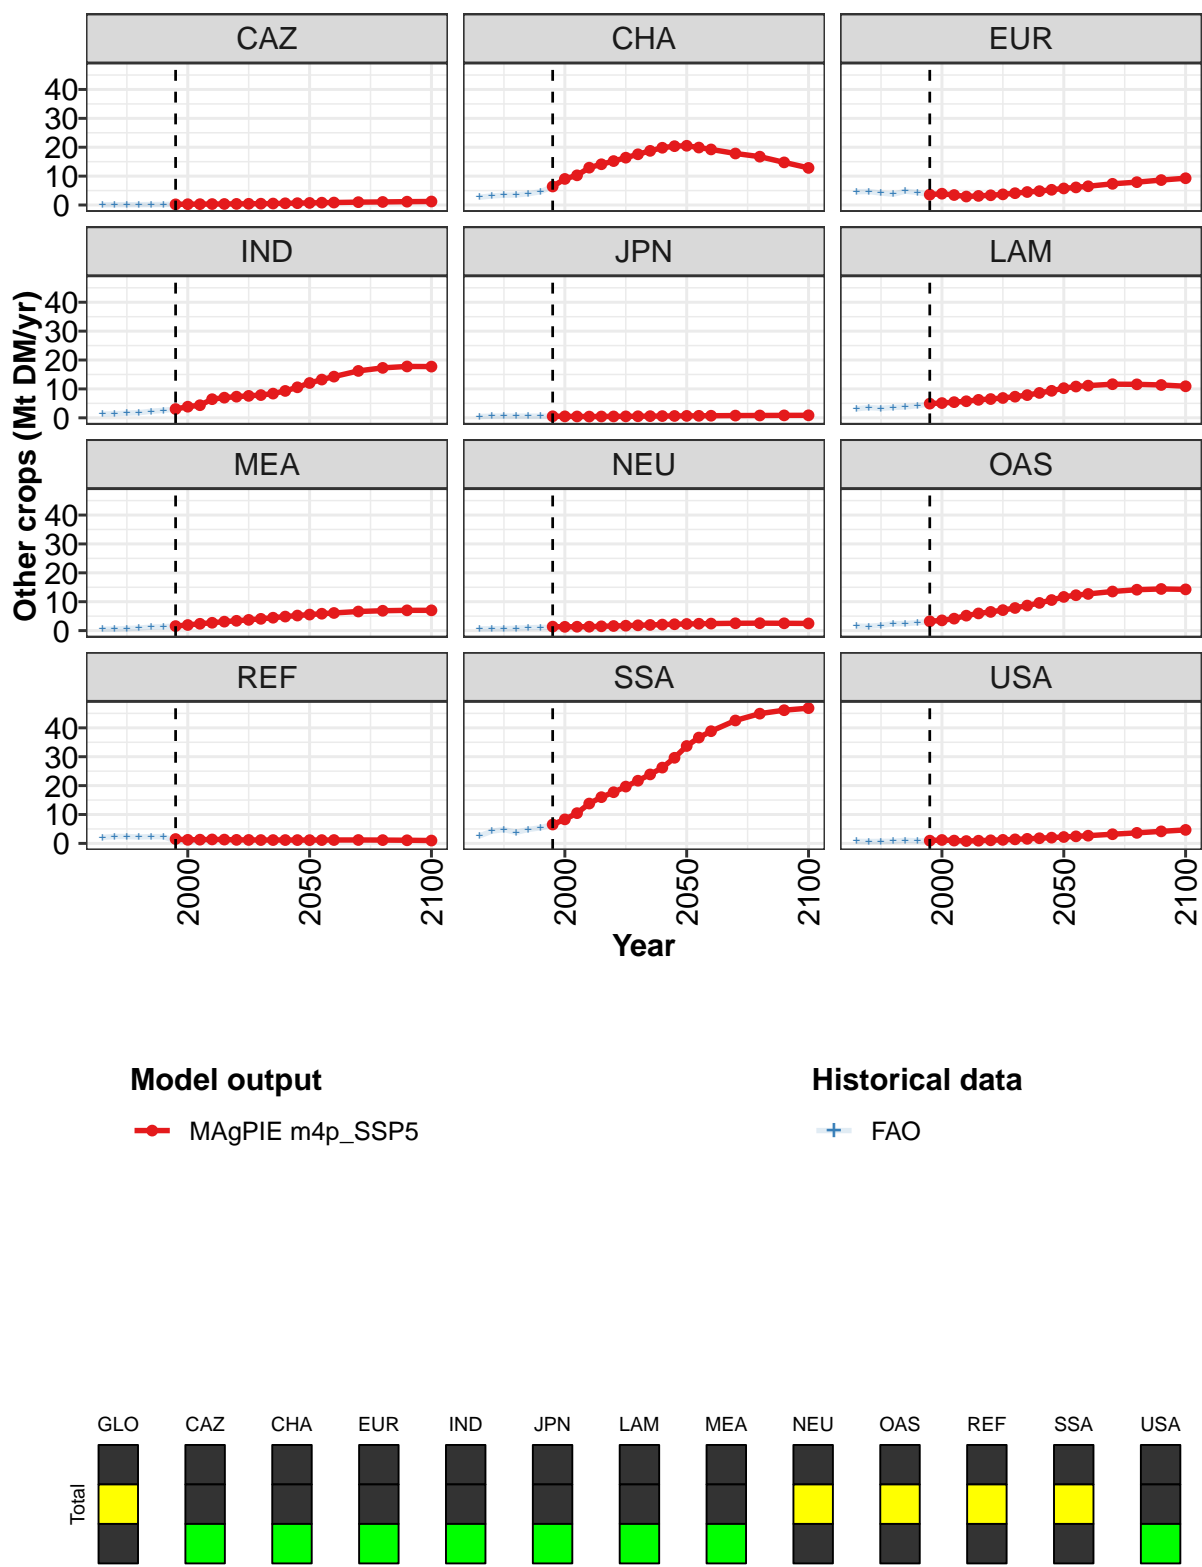 CAZ CHA EUR
40
30
20
10
0
IND JPN LAM
40
30
20
10
0
MEA NEU OAS
40
30
20
10
0
REF SSA USA
40
30
20
10
0
Other crops (Mt DM/yr)
2000 2050 2100 2000 2050 2100 2000 2050 2100
Year
Model output
MAgPIE m4p_SSP5
Historical data
FAO
GLO CAZ CHA EUR IND JPN LAM MEA NEU OAS REF SSA USA
Total